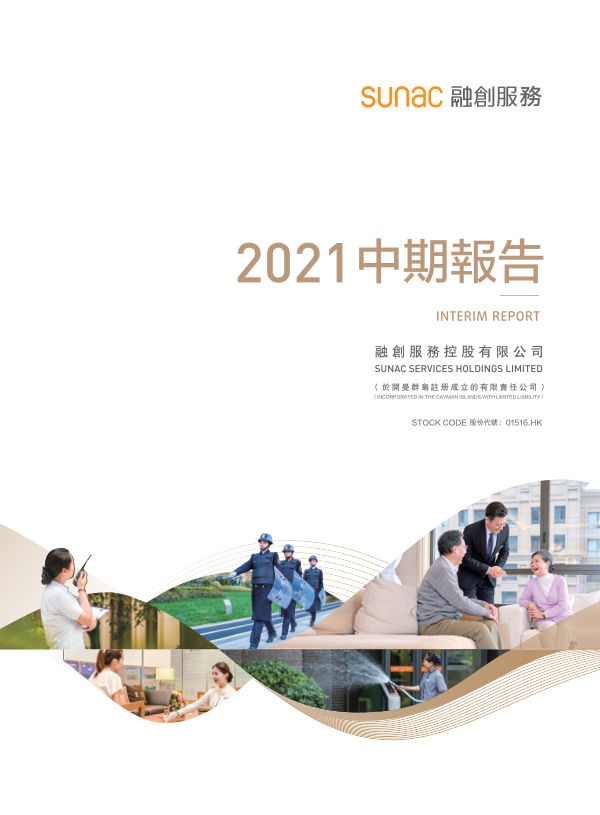 sunac 融創服務
2021中期報告
INTERIM REPORT
融創服務控股有限公司
SUNAC SERVICES HOLDINGS LIMITED
（於開曼群島註冊成立的有限責任公司）
(INCORPORATED IN THE CAYMAN ISLANDS WITH LIMITED LIABILITY)
STOCK CODE 股份代號：01516.HK